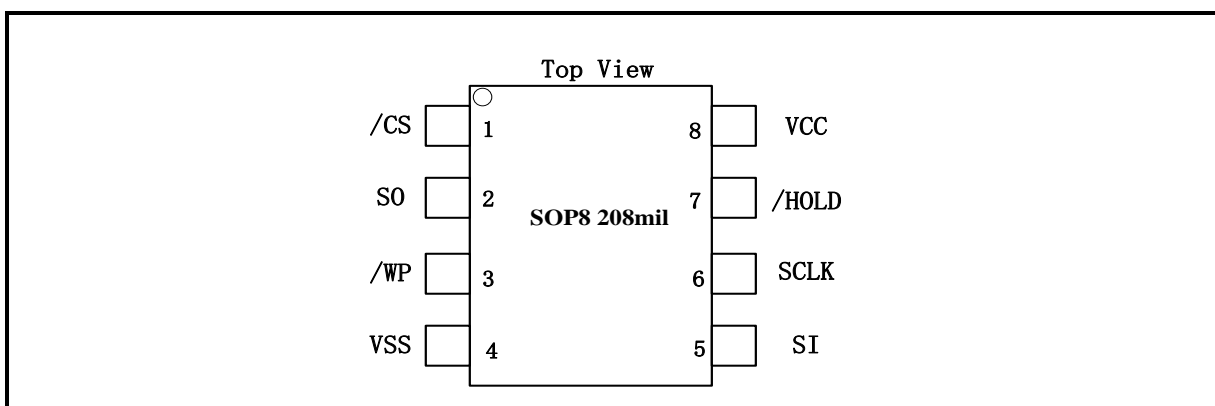 Top View
/CS 1 8 VCC
SO 2 7 /HOLD
SOP8 208mil
/WP 3 6 SCLK
VSS 4 5 SI